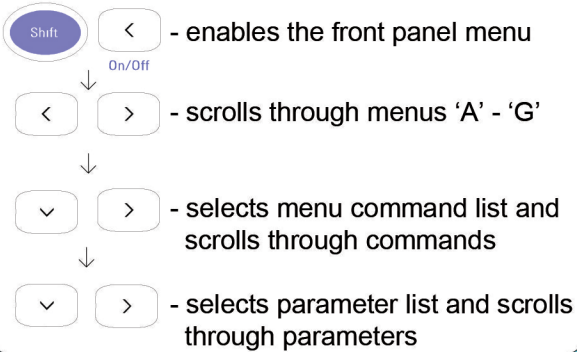 Shift
- enables the front panel menu
On/Off
- scrolls through menus ‘A’ - ‘G’
- selects menu command list and
scrolls through commands
- selects parameter list and scrolls
through parameters